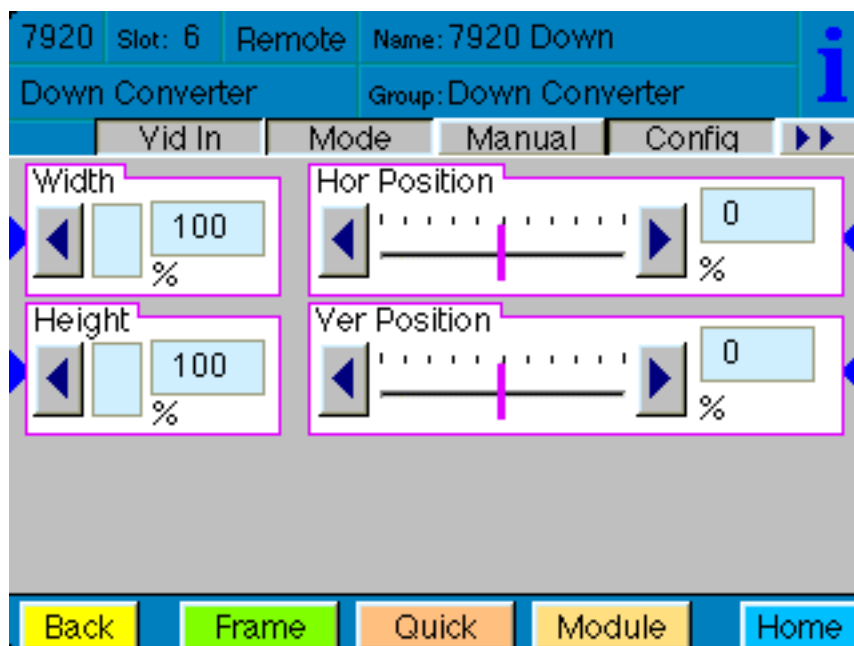 7920 Slot: 6 Remote Name: 7920 Down
Down Converter Group: Down Converter
Vid In Mode Manual Config
Width Hor Position
100 0
% %
Height Ver Position
100 0
% %
Back Frame Quick Module Home